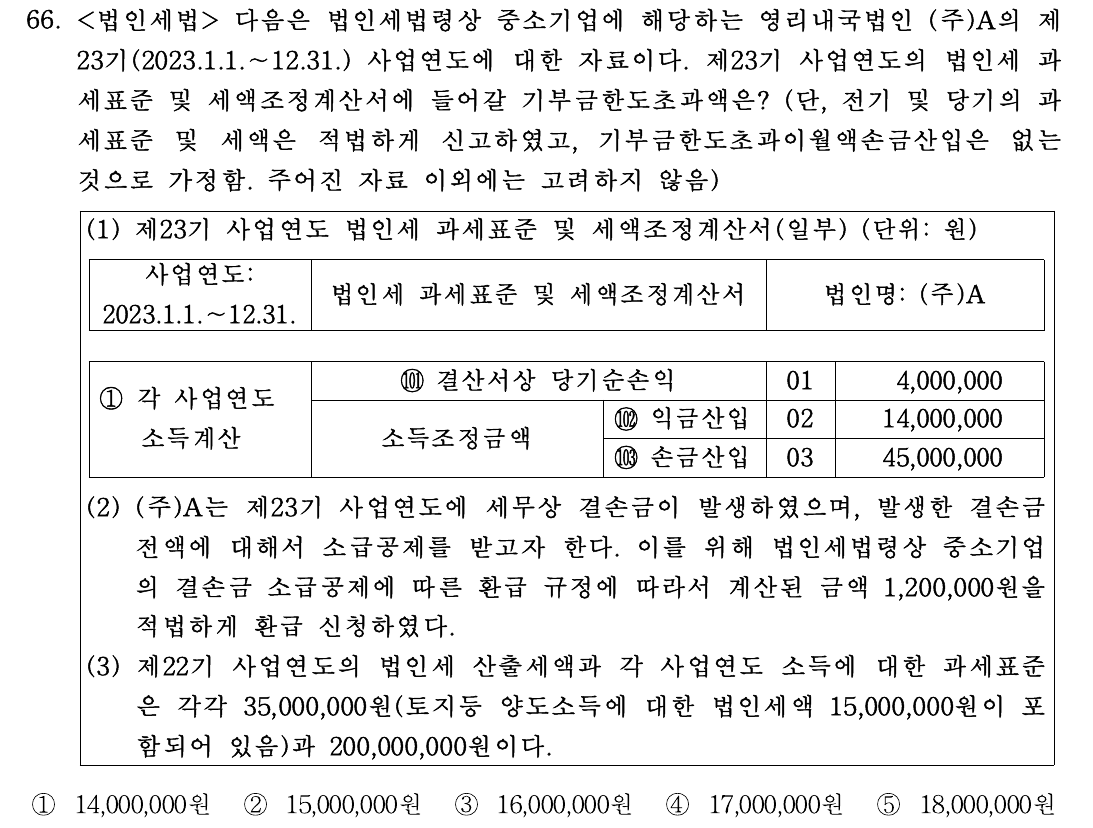 66. <법인세법> 다음은 법인세법령상 중소기업에 해당하는 영리내국법인 (주)A의 제
23기(2023.1.1.~12.31.) 사업연도에 대한 자료이다. 제23기 사업연도의 법인세 과
세표준 및 세액조정계산서에 들어갈 기부금한도초과액은? (단, 전기 및 당기의 과
세표준 및 세액은 적법하게 신고하였고, 기부금한도초과이월액손금산입은 없는
것으로 가정함. 주어진 자료 이외에는 고려하지 않음)
(1) 제23기 사업연도 법인세 과세표준 및 세액조정계산서(일부) (단위: 원)
사업연도:
2023.1.1.~12.31.
법인세 과세표준 및 세액조정계산서
법인명: (주)A
① 각 사업연도
소득계산
⑩① 결산서상 당기순손익 01 4,000,000
소득조정금액
⑩② 익금산입 02 14,000,000
⑩③ 손금산입 03 45,000,000
(2) (주)A는 제23기 사업연도에 세무상 결손금이 발생하였으며, 발생한 결손금
전액에 대해서 소급공제를 받고자 한다. 이를 위해 법인세법령상 중소기업
의 결손금 소급공제에 따른 환급 규정에 따라서 계산된 금액 1,200,000원을
적법하게 환급 신청하였다.
(3) 제22기 사업연도의 법인세 산출세액과 각 사업연도 소득에 대한 과세표준
은 각각 35,000,000원(토지등 양도소득에 대한 법인세액 15,000,000원이 포
함되어 있음)과 200,000,000원이다.
① 14,000,000원 ② 15,000,000원 ③ 16,000,000원 ④ 17,000,000원 ⑤ 18,000,000원